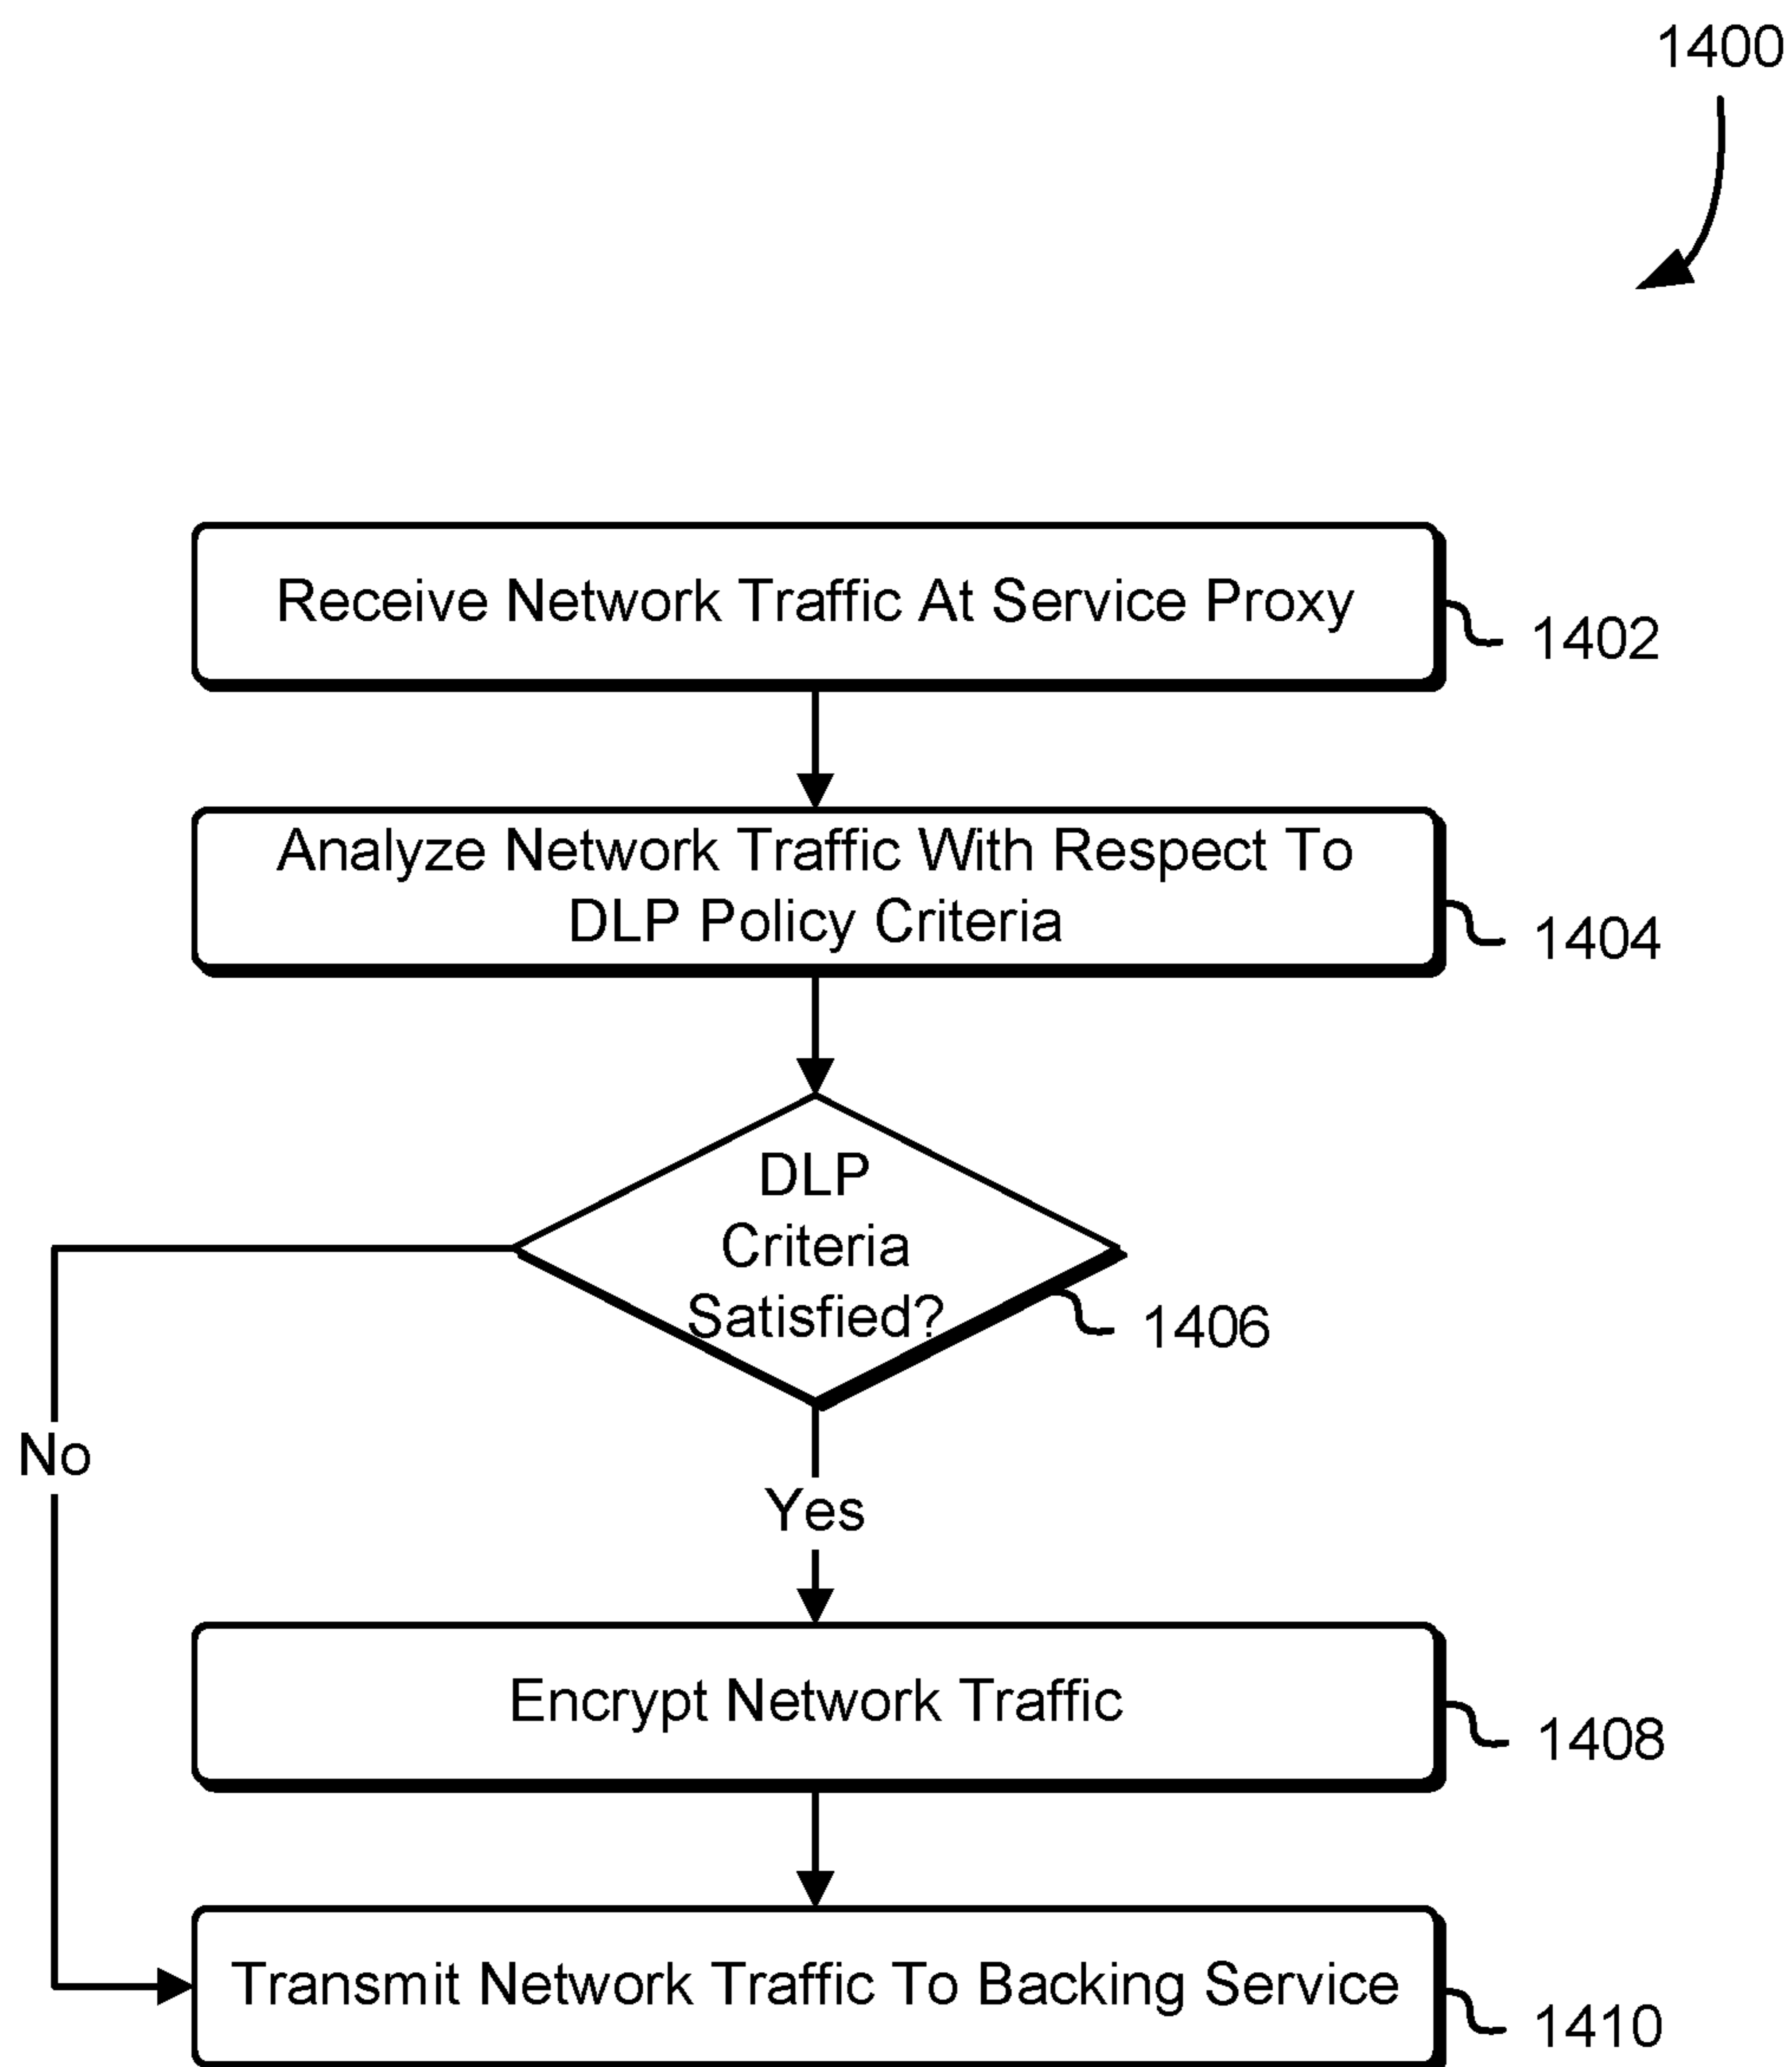 1400
Receive Network Traffic At Service Proxy
1402
Analyze Network Traffic With Respect To
DLP Policy Criteria
1404
DLP
Criteria
Satisfied?
1406
No
Yes
Encrypt Network Traffic
1408
Transmit Network Traffic To Backing Service
1410